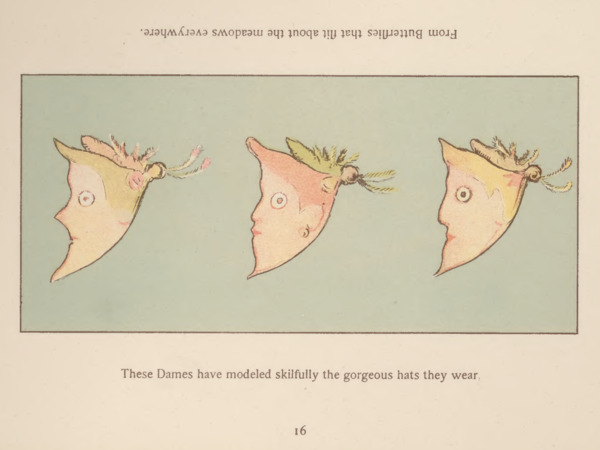 From Butterflies that flit about the meadows everywhere.
These Dames have modeled skilfully the gorgeous hats they wear.
16